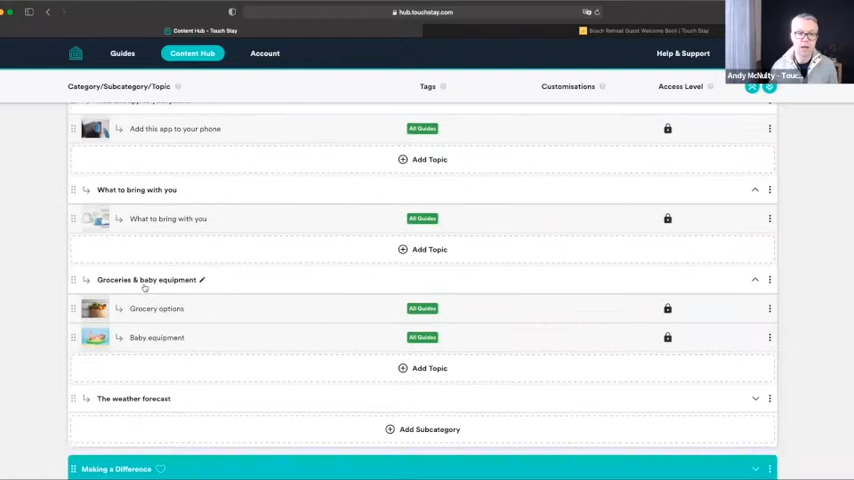 hub.touchstay.com
Content Hub - Touch Stay
Beach Retreat Guest Welcome Book | Touch Stay
Guides
Content Hub
Account
Help & Support
Andy McNulty - Touc...
Category/Subcategory/Topic
Tags
Customisations
Access Level
Add this app to your phone
All Guides
Add Topic
What to bring with you
What to bring with you
All Guides
Add Topic
Groceries & baby equipment
Grocery options
All Guides
Baby equipment
All Guides
Add Topic
The weather forecast
Add Subcategory
Making a Difference